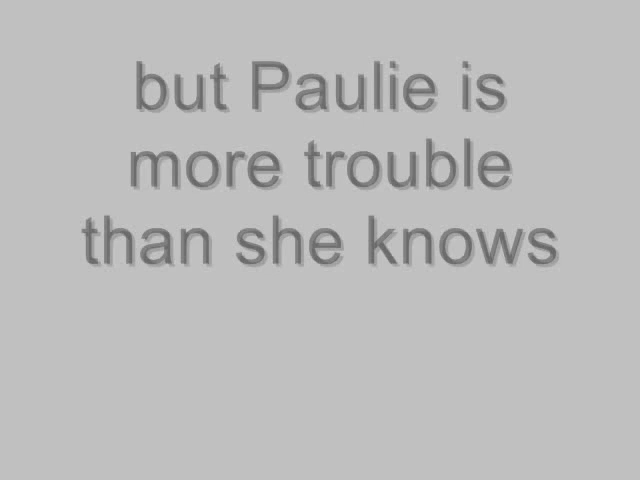 but Paulie is
more trouble
than she knows